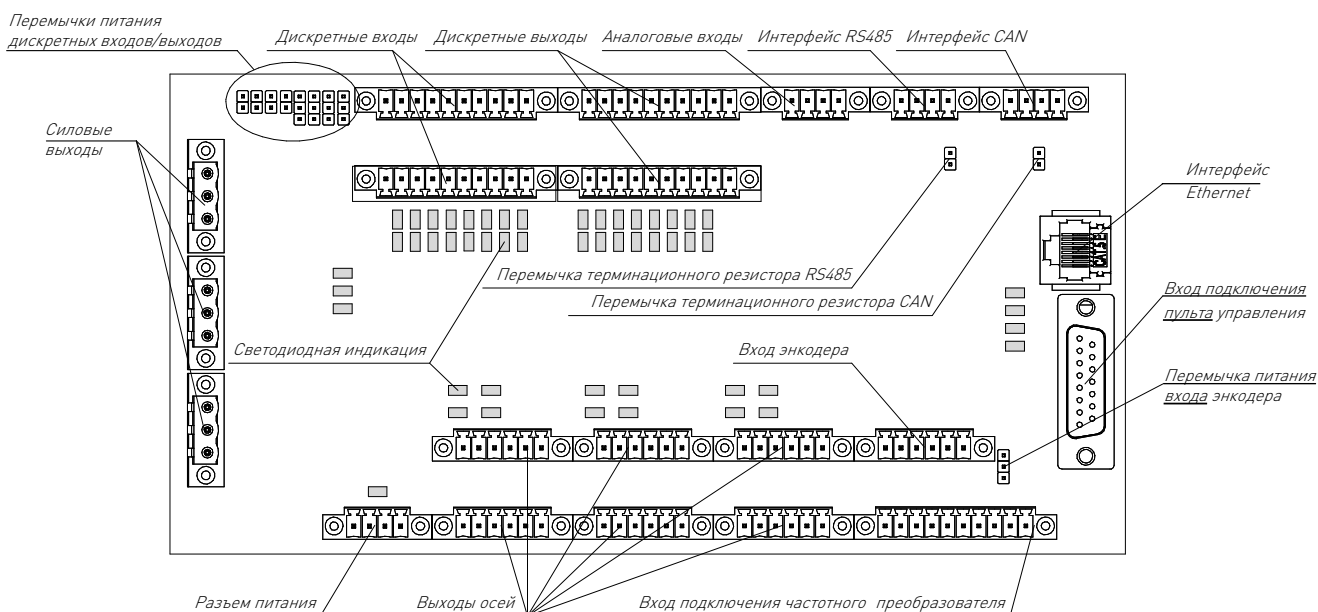 Перемычки питания
дискретных входов/выходов
Дискретные входы
Дискретные выходы
Аналоговые входы
Интерфейс RS485
Интерфейс CAN
Силовые
выходы
Интерфейс
Ethernet
CAT.5E
Перемычка терминационного резистора RS485
Перемычка терминационного резистора CAN
Вход подключения
пульта управления
Светодиодная индикация
Вход энкодера
Перемычка питания
входа энкодера
Разъем питания
Выходы осей
Вход подключения частотного преобразователя